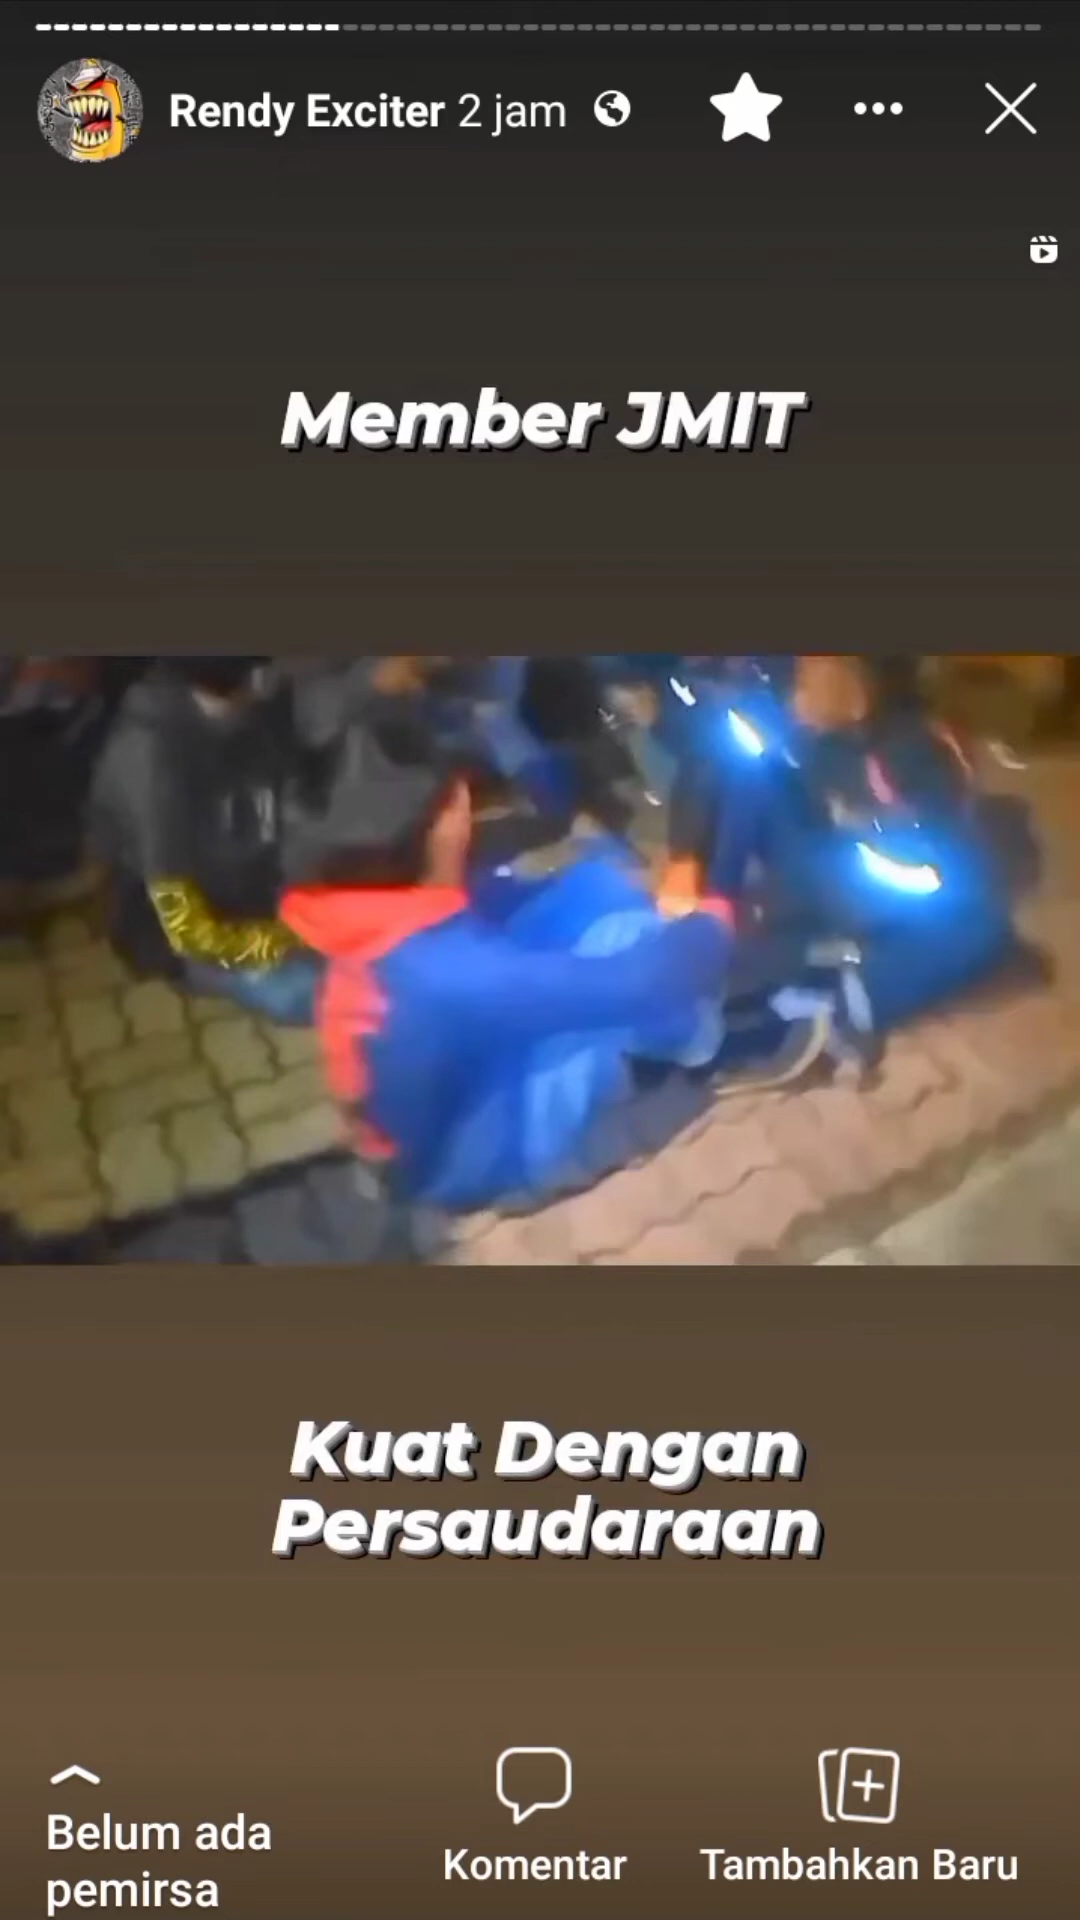 Rendy Exciter 2 jam
Member JMIT
Kuat Dengan
Persaudaraan
Belum ada
pemirsa
Komentar
Tambahkan Baru